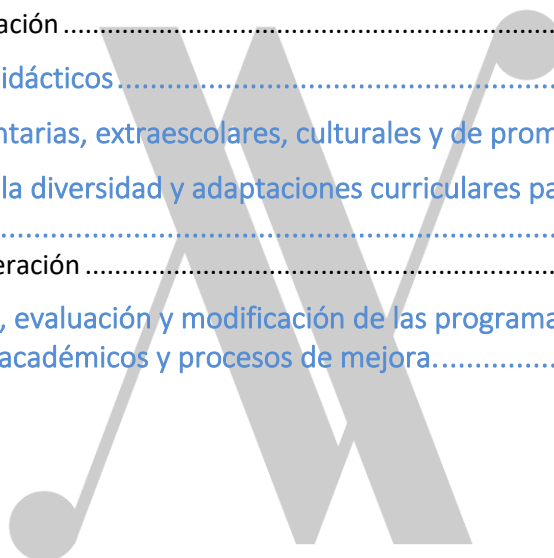 ación ........................................................
idácticos ..................................................
ntarias, extraescolares, culturales y de prom
la diversidad y adaptaciones curriculares pa
................................................................
eración .....................................................
, evaluación y modificación de las programa
académicos y procesos de mejora. ...............